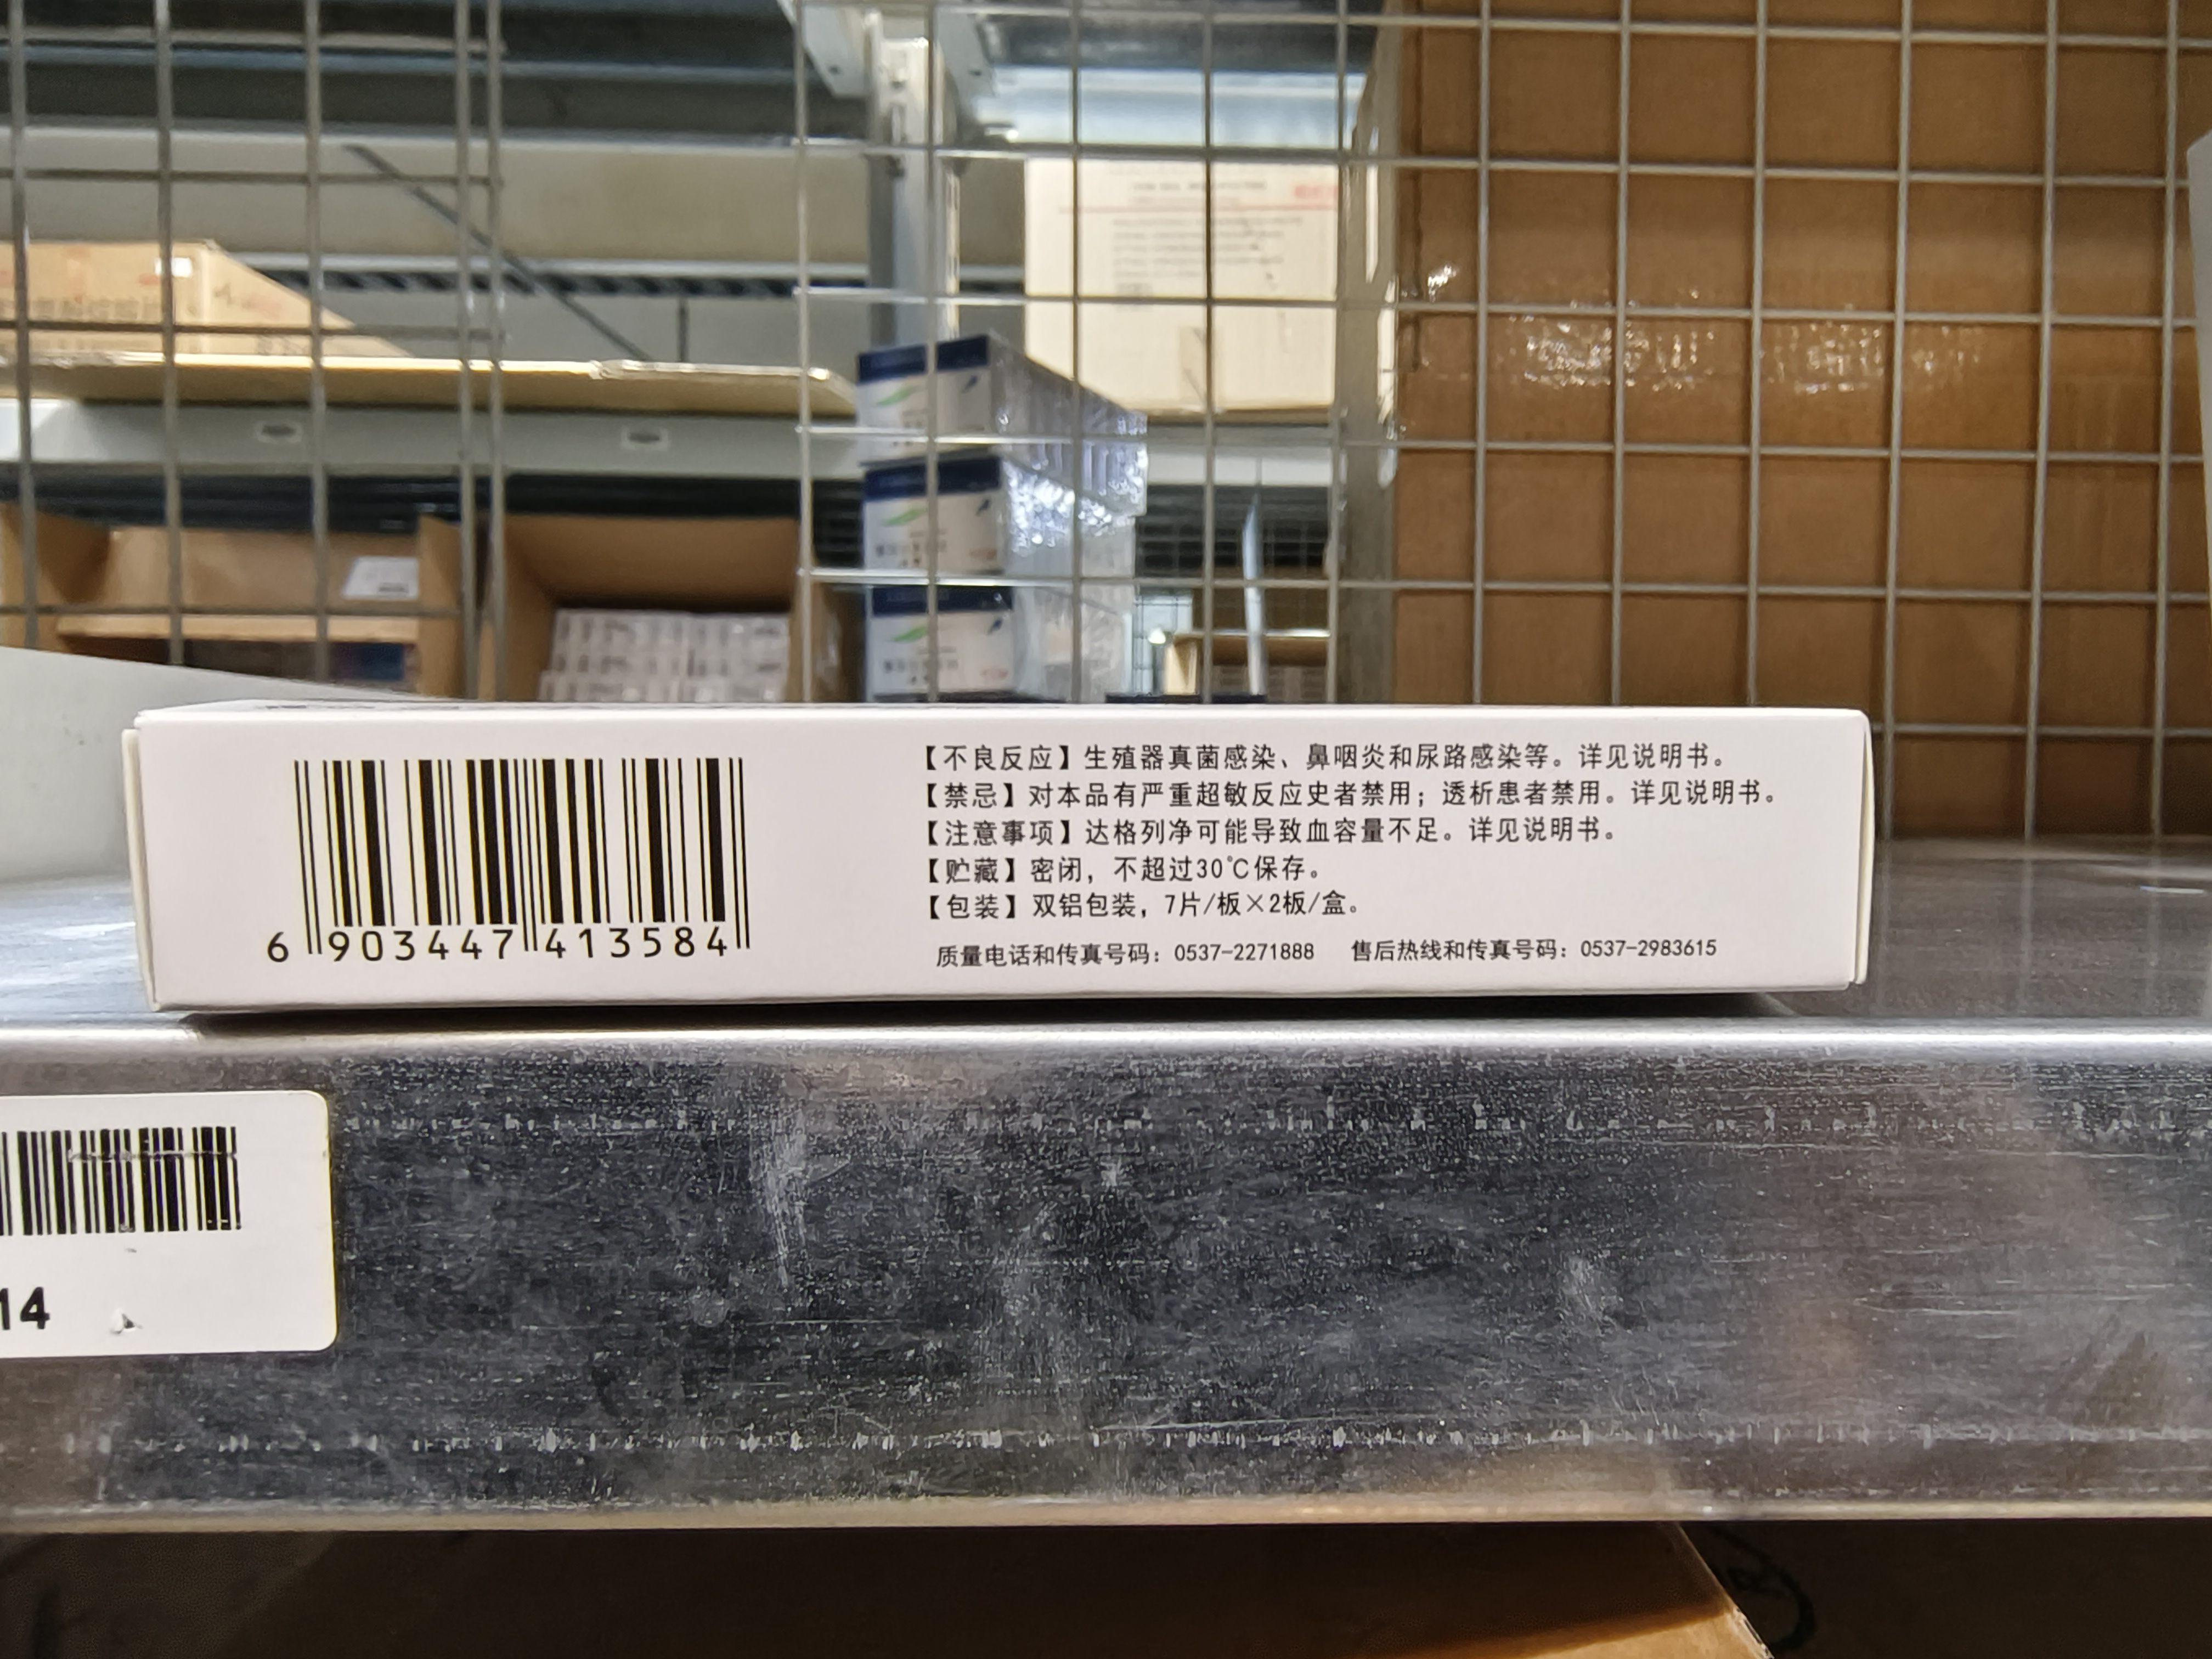 【不良反应】生殖器真菌感染、鼻咽炎和尿路感染等。详见说明书。
【禁忌】对本品有严重超敏反应史者禁用；透析患者禁用。详见说明书。
【注意事项】达格列净可能导致血容量不足。详见说明书。
【贮藏】密闭，不超过30℃保存。
【包装】双铝包装，7片/板×2板/盒。
质量电话和传真号码：0537-2271888 售后热线和传真号码：0537-2983615
6 903447 413584
14